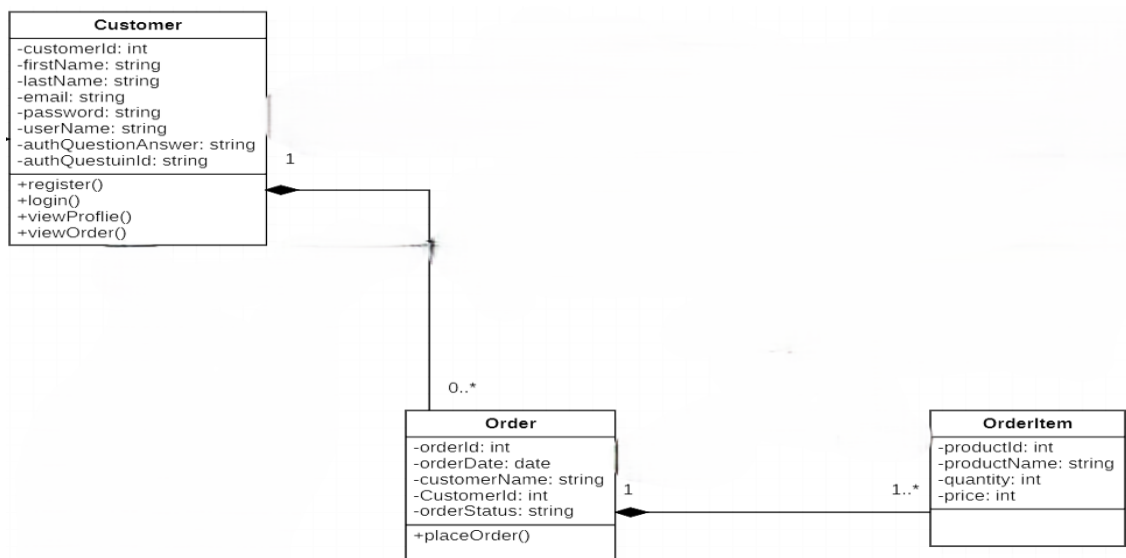 Customer
-customerId: int
-firstName: string
-lastName: string
-email: string
-password: string
-userName: string
-authQuestionAnswer: string
-authQuestuinId: string
+register()
+login()
+viewProflie()
+viewOrder()
1
0..*
Order
-orderId: int
-orderDate: date
-customerName: string
-CustomerId: int
-orderStatus: string
+placeOrder()
1
1..*
OrderItem
-productId: int
-productName: string
-quantity: int
-price: int